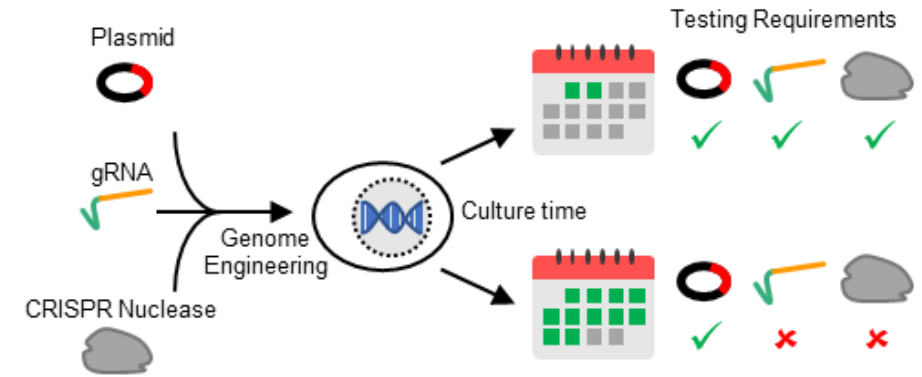 Testing Requirements
Plasmid
gRNA
Culture time
Genome
Engineering
CRISPR Nuclease